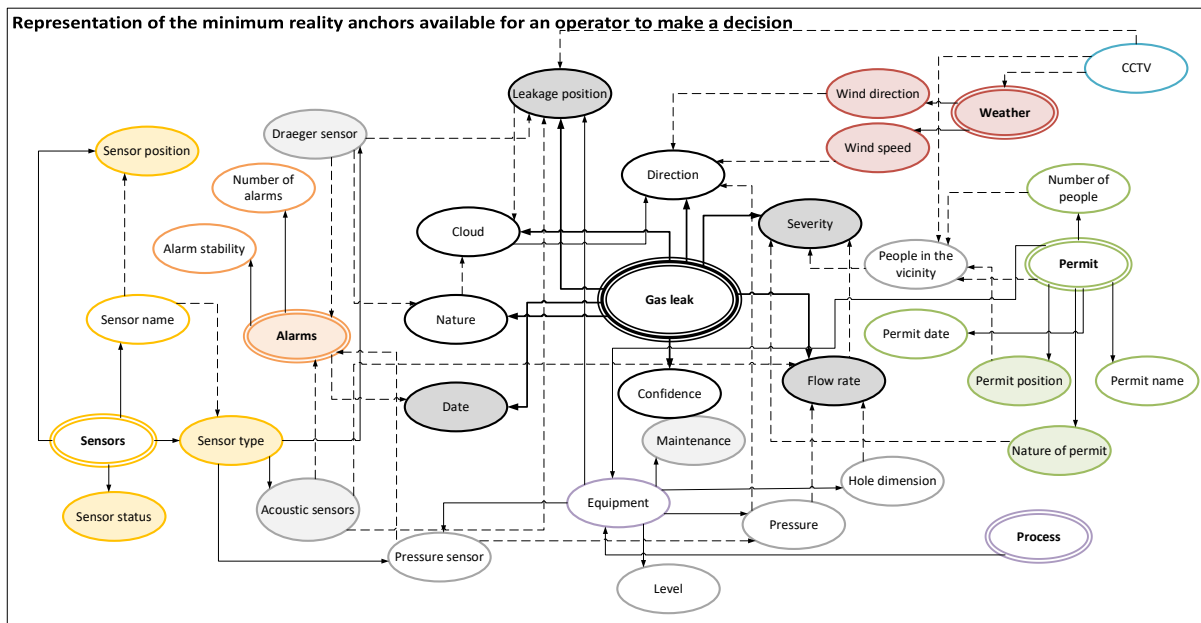 Representation of the minimum reality anchors available for an operator to make a decision
CCTV
Leakage position
Wind direction
Weather
Draeger sensor
Sensor position
Wind speed
Number of
alarms
Direction
Number of
people
Cloud
Severity
Alarm stability
People in the
vicinity
Permit
Gas leak
Sensor name
Nature
Alarms
Permit date
Flow rate
Permit position
Permit name
Confidence
Date
Sensors
Sensor type
Maintenance
Nature of permit
Hole dimension
Equipment
Acoustic sensors
Sensor status
Pressure
Process
Pressure sensor
Level